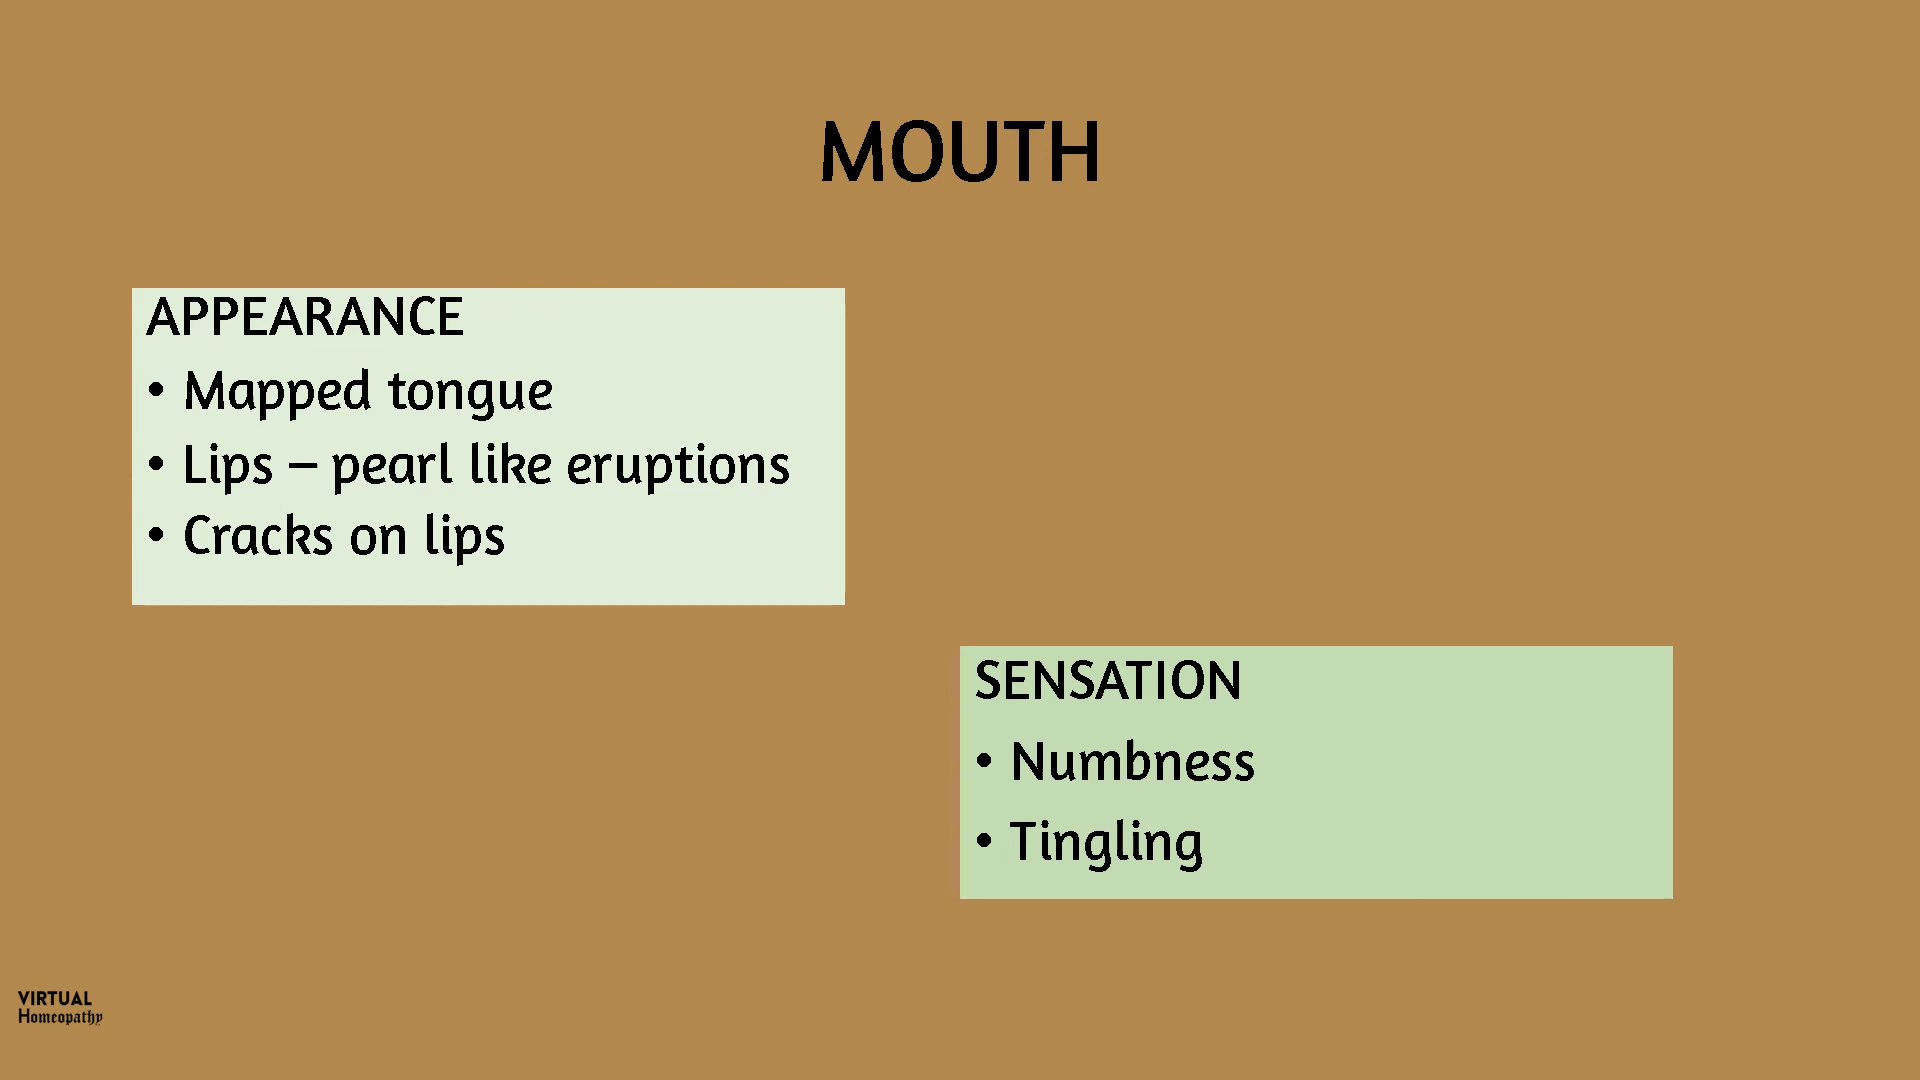 MOUTH
APPEARANCE
• Mapped tongue
• Lips – pearl like eruptions
• Cracks on lips
SENSATION
• Numbness
• Tingling
VIRTUAL
Homeopathy